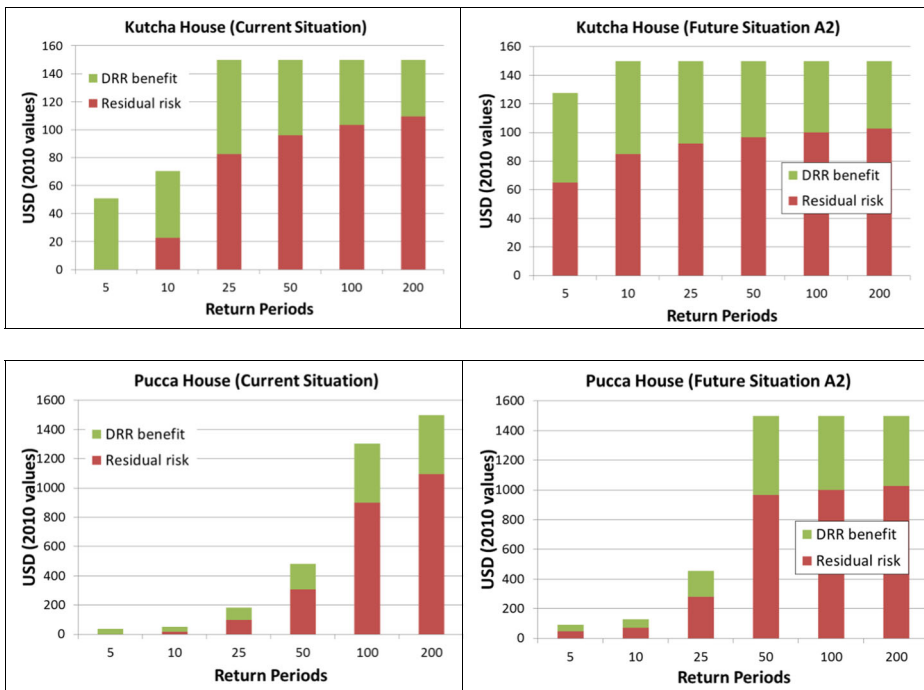 Kutcha House (Current Situation)
USD (2010 values)
160
140
120
100
80
60
40
20
0
DRR benefit
Residual risk
5 10 25 50 100 200
Return Periods
Kutcha House (Future Situation A2)
USD (2010 values)
160
140
120
100
80
60
40
20
0
DRR benefit
Residual risk
5 10 25 50 100 200
Return Periods
Pucca House (Current Situation)
USD (2010 values)
1600
1400
1200
1000
800
600
400
200
0
DRR benefit
Residual risk
5 10 25 50 100 200
Return Periods
Pucca House (Future Situation A2)
USD (2010 values)
1600
1400
1200
1000
800
600
400
200
0
DRR benefit
Residual risk
5 10 25 50 100 200
Return Periods